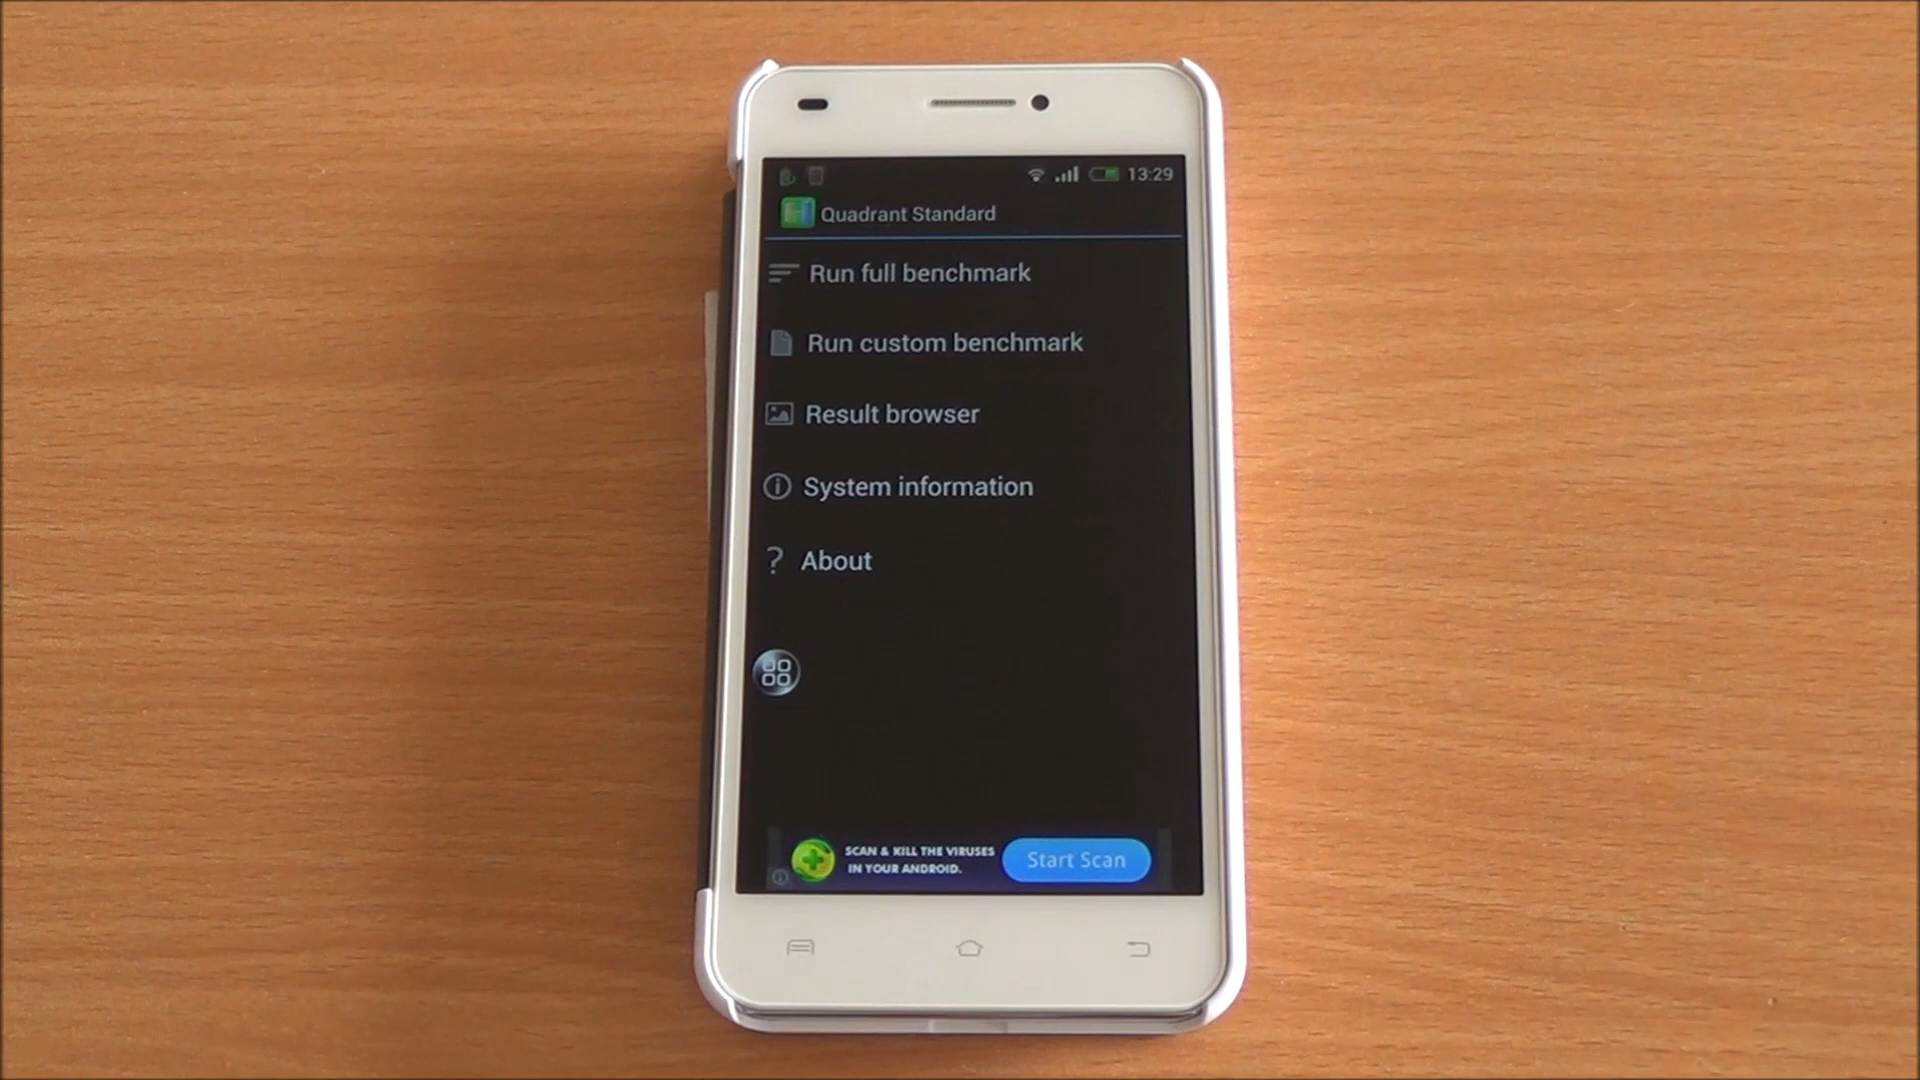 13:29
Quadrant Standard
Run full benchmark
Run custom benchmark
Result browser
System information
? About
SCAN & KILL THE VIRUSES
IN YOUR ANDROID.
Start Scan